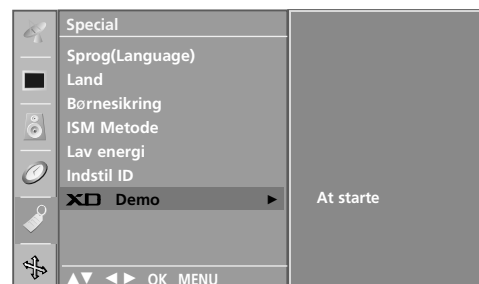 Special
Sprog(Language)
Land
Børnesikring
ISM Metode
Lav energi
Indstil ID
XD Demo ► At starte
▲▼ ◄► OK MENU